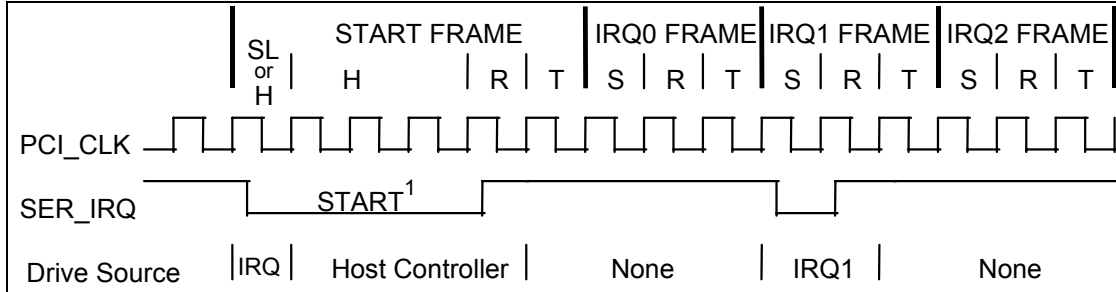 START FRAME IRQ0 FRAME IRQ1 FRAME IRQ2 FRAME
SL
or
H
H R T S R T S R T S R T
PCI_CLK
SER_IRQ START1
Drive Source IRQ Host Controller None IRQ1 None